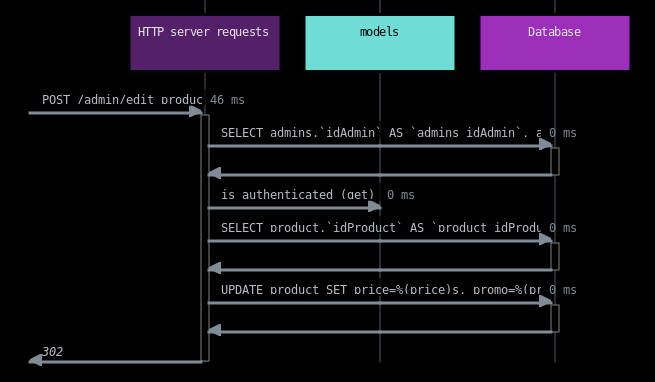 HTTP server requests
models
Database
POST /admin/edit_produc 46 ms
SELECT admins.`idAdmin` AS `admins_idAdmin`, a 0 ms
is_authenticated (get) 0 ms
SELECT product.`idProduct` AS `product_idProdu 0 ms
UPDATE product SET price=%(price)s, promo=%(pr 0 ms
302